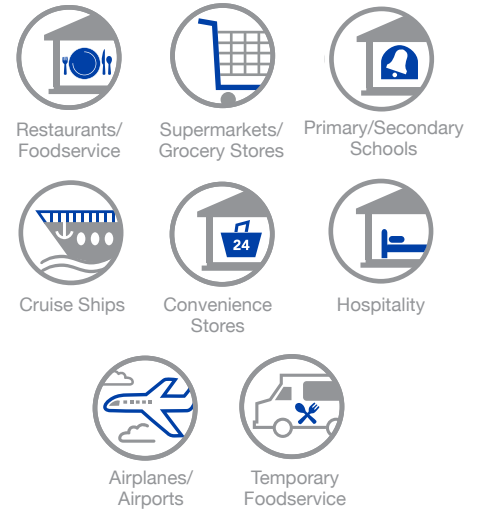 Restaurants/
Foodservice
Supermarkets/
Grocery Stores
Primary/Secondary
Schools
Cruise Ships
24
Convenience
Stores
Hospitality
Airplanes/
Airports
Temporary
Foodservice